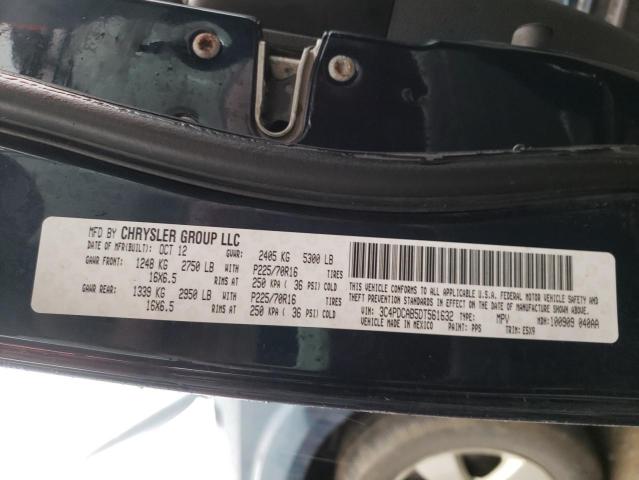 MFD BY CHRYSLER GROUP LLC
DATE OF MFR(BUILT): OCT 12 GVWR: 2405 KG 5300 LB
GAWR FRONT: 1248 KG 2750 LB WITH P225/70R16 TIRES
16X6.5 RIMS AT 250 KPA ( 36 PSI) COLD
GAWR REAR: 1339 KG 2950 LB WITH P225/70R16 TIRES
16X6.5 RIMS AT 250 KPA ( 36 PSI) COLD
THIS VEHICLE CONFORMS TO ALL APPLICABLE U.S.A. FEDERAL MOTOR VEHICLE SAFETY AND
THEFT PREVENTION STANDARDS IN EFFECT ON THE DATE OF MANUFACTURE SHOWN ABOVE.
VIN: 3C4PDCAB5DT561632 TYPE: MPV MDH: 100909 040AA
VEHICLE MADE IN MEXICO PAINT: PPS TRIM: E5X9